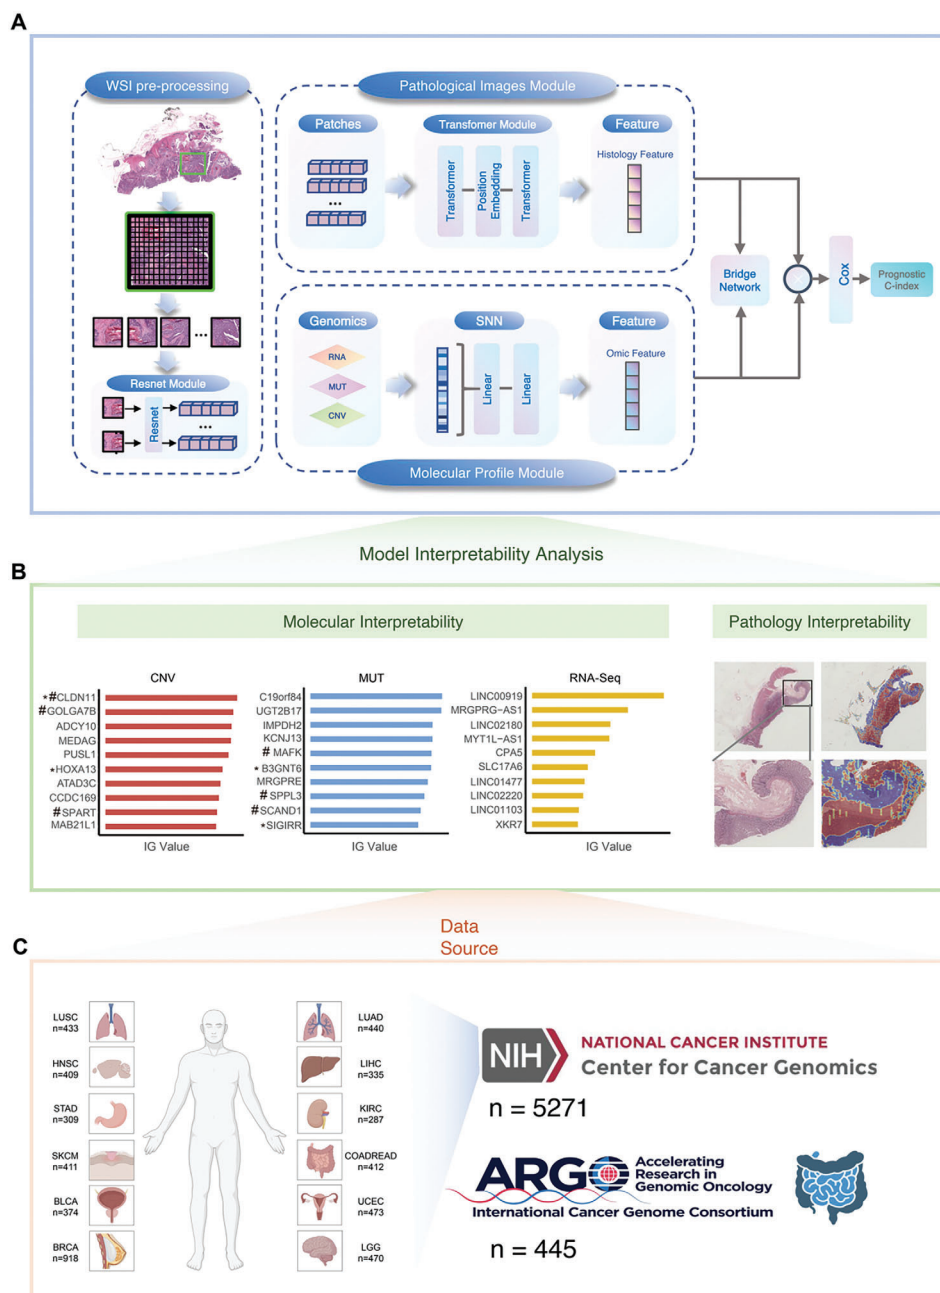 A
WSI pre-processing
Pathological Images Module
Patches
Transfomer Module
Feature
Histology Feature
Transformer
Position
Embedding
Transformer
...
...
Bridge
Network
Cox
Prognostic
C-index
Genomics
SNN
Feature
RNA
MUT
CNV
Linear
Linear
Omic Feature
Resnet Module
Resnet
...
Molecular Profile Module
Model Interpretability Analysis
B
Molecular Interpretability
Pathology Interpretability
CNV
*#CLDN11
#GOLGA7B
ADCY10
MEDAG
PUSL1
*HOXA13
ATAD3C
CCDC169
#SPART
MAB21L1
IG Value
MUT
C19orf84
UGT2B17
IMPDH2
KCNJ13
#MAFK
*B3GNT6
MRGPRE
#SPPL3
#SCAND1
*SIGIRR
IG Value
RNA-Seq
LINC00919
MRGPRG-AS1
LINC02180
MYT1L-AS1
CPA5
SLC17A6
LINC01477
LINC02220
LINC01103
XKR7
IG Value
Data
Source
C
LUSC
n=433
HNSC
n=409
STAD
n=309
SKCM
n=411
BLCA
n=374
BRCA
n=918
LUAD
n=440
LIHC
n=335
KIRC
n=287
COADREAD
n=412
UCEC
n=473
LGG
n=470
NIH
NATIONAL CANCER INSTITUTE
Center for Cancer Genomics
n = 5271
ARGO
Accelerating
Research in
Genomic Oncology
International Cancer Genome Consortium
n = 445